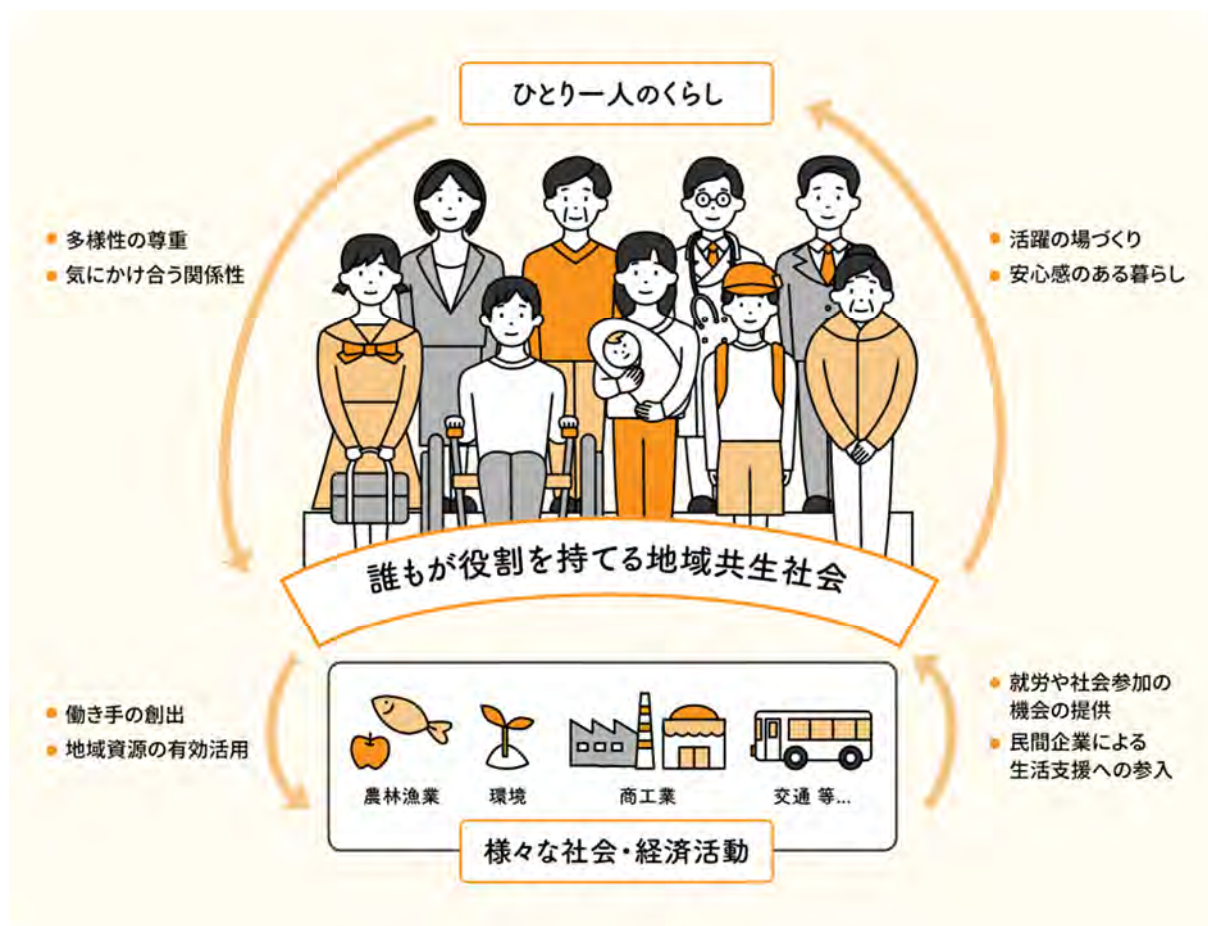 ひとり一人のくらし
多様性の尊重
気にかけ合う関係性
活躍の場づくり
安心感のある暮らし
誰もが役割を持てる地域共生社会
働き手の創出
地域資源の有効活用
就労や社会参加の
機会の提供
民間企業による
生活支援への参入
農林漁業
環境
商工業
交通 等...
様々な社会・経済活動